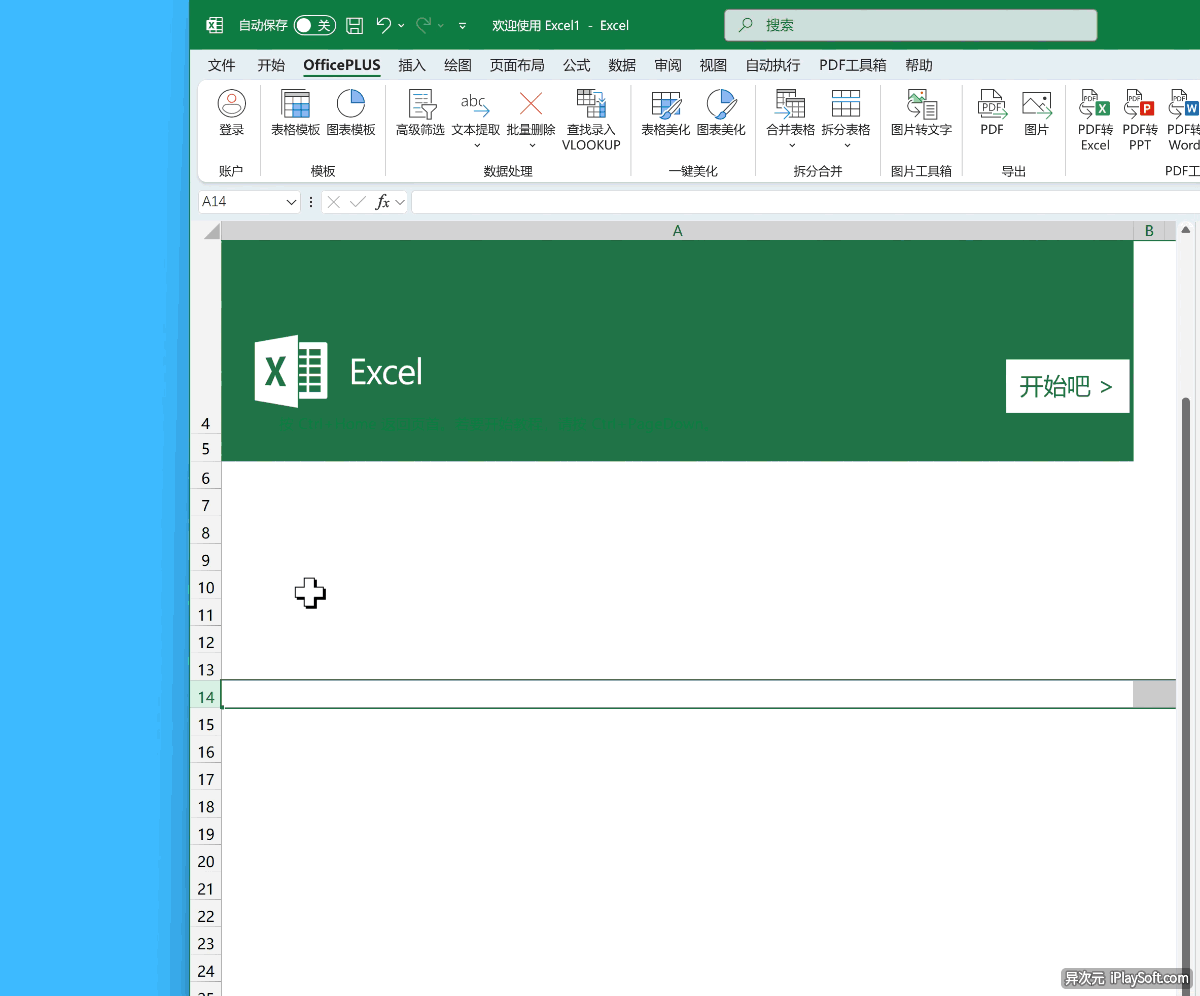 自动保存 关 欢迎使用 Excel1 - Excel 搜索
文件 开始 OfficePLUS 插入 绘图 页面布局 公式 数据 审阅 视图 自动执行 PDF工具箱 帮助
登录 表格模板 图表模板 高级筛选 abc 文本提取 批量删除 查找录入 VLOOKUP 表格美化 图表美化 合并表格 拆分表格 图片转文字 PDF PDF 图片 PDF X PDF转 Excel PDF P PDF转 PPT PDF W PDF转 Word
账户 模板 数据处理 一键美化 拆分合并 图片工具箱 导出 PDF工
A14 fx
A B
X Excel
开始吧 >
4
5
6
7
8
9
10
11
12
13
14
15
16
17
18
19
20
21
22
23
24
25
异次元 iPlaySoft.com